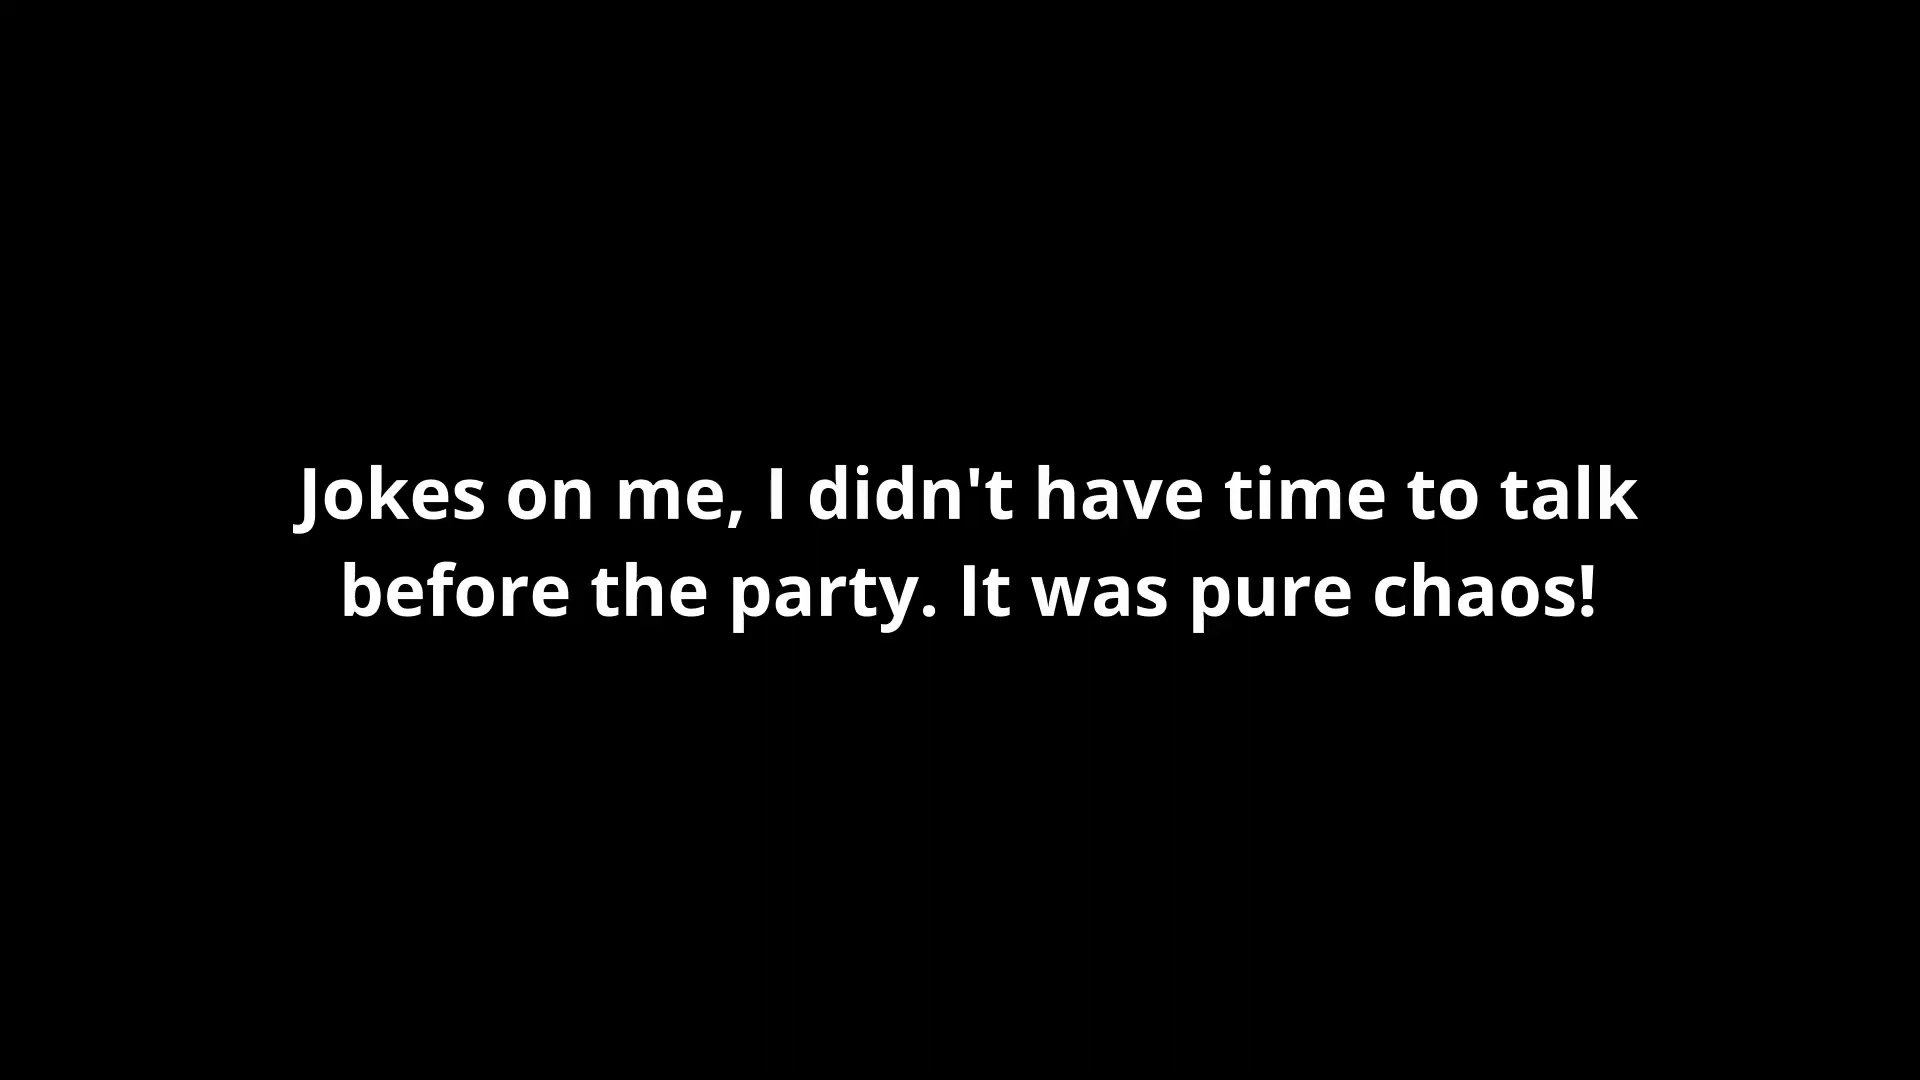 Jokes on me, I didn't have time to talk
before the party. It was pure chaos!